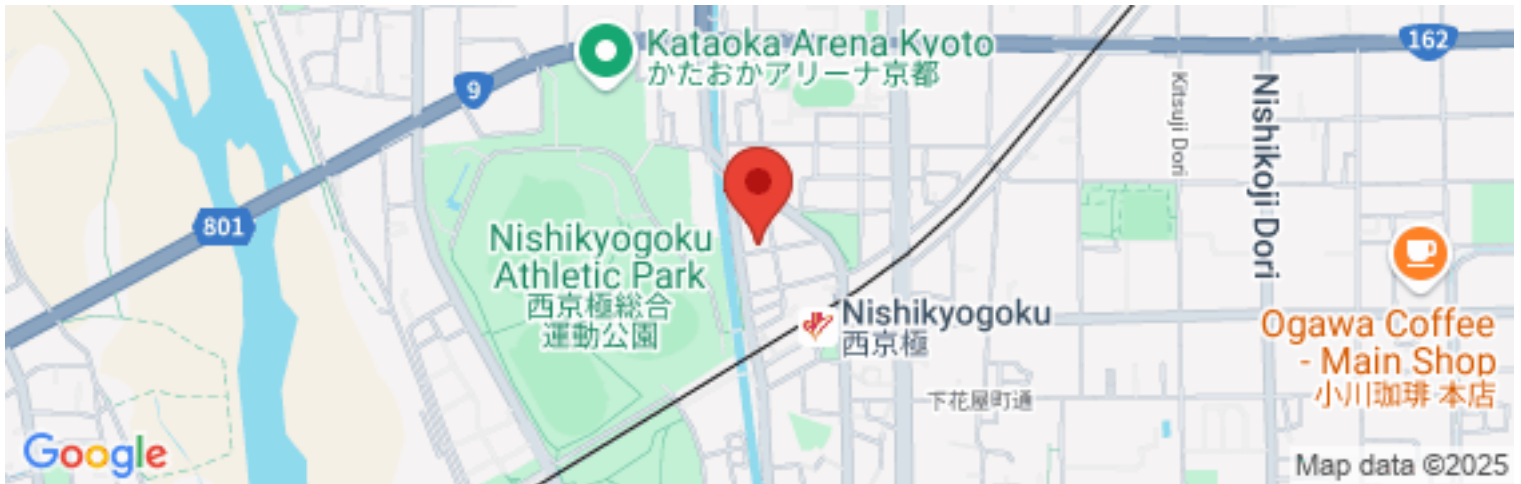 Kataoka Arena Kyoto
かたおかアリーナ京都
162
9
Kitsuji Dori
Nishikoji Dori
801
Nishikyogoku
Athletic Park
西京極総合
運動公園
Nishikyogoku
西京極
Ogawa Coffee
- Main Shop
小川珈琲 本店
下花屋町通
Google
Map data ©2025